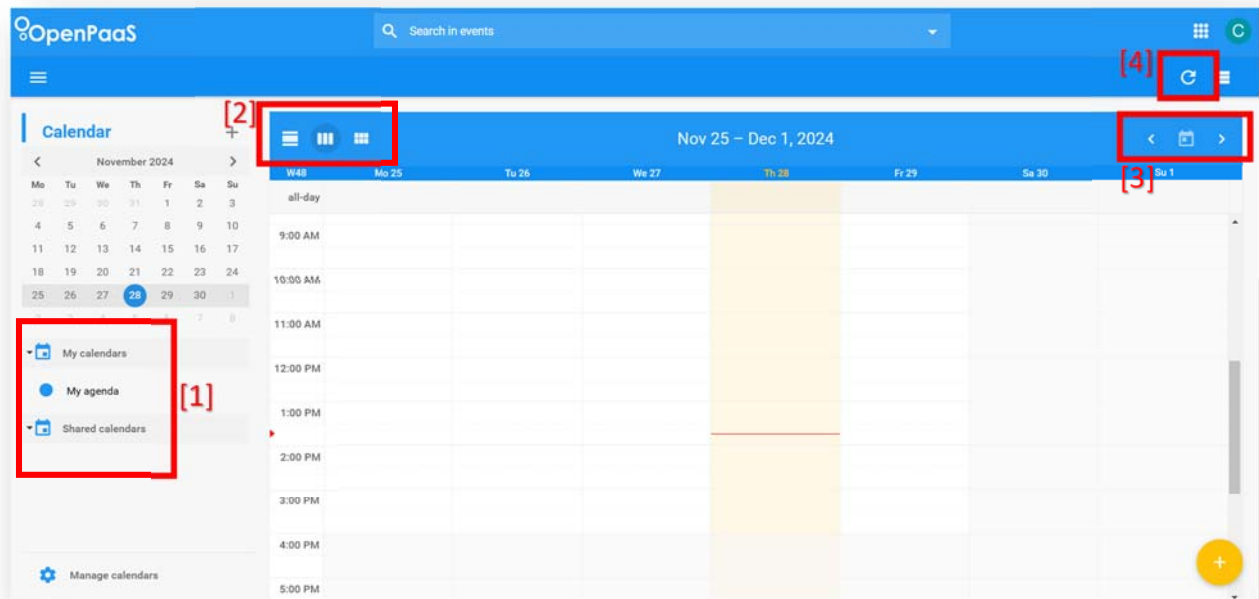 OpenPaaS
Search in events
C
[4]
[2]
Calendar
+
Nov 25 – Dec 1, 2024
[3]
November 2024
Mo Tu We Th Fr Sa Su
28 29 30 31 1 2 3
4 5 6 7 8 9 10
11 12 13 14 15 16 17
18 19 20 21 22 23 24
25 26 27 28 29 30 1
7 8
My calendars
My agenda
Shared calendars
[1]
Manage calendars
W48 Mo 25 Tu 26 We 27 Th 28 Fr 29 Sa 30 Su 1
all-day
9:00 AM
10:00 AM
11:00 AM
12:00 PM
1:00 PM
2:00 PM
3:00 PM
4:00 PM
5:00 PM
+